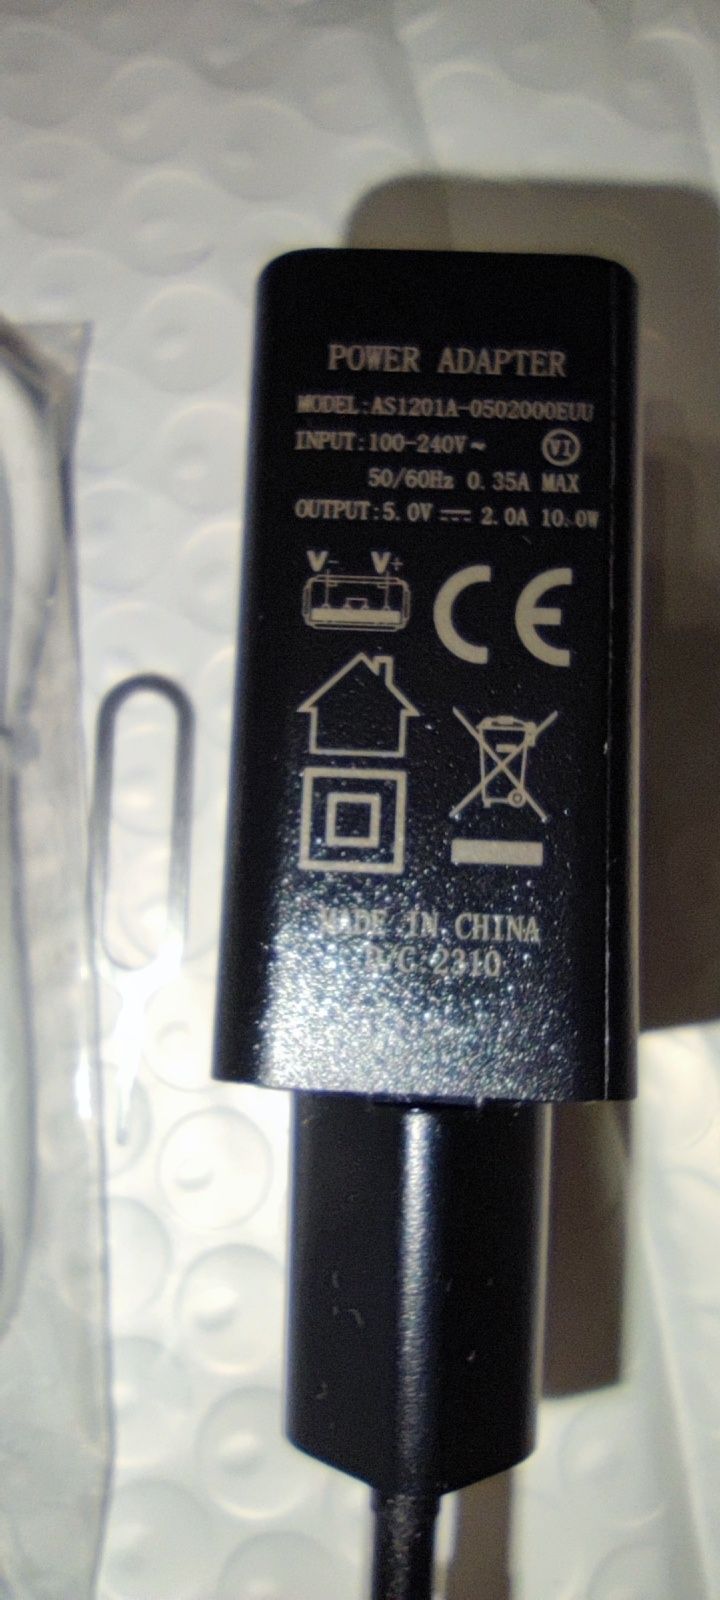 POWER ADAPTER
MODEL:AS1201A-0502000EUU
INPUT:100-240V~ VI
50/60Hz 0.35A MAX
OUTPUT:5.0V⎓2.0A 10.0W
V- V+
CE
MADE IN CHINA
D/C:2310